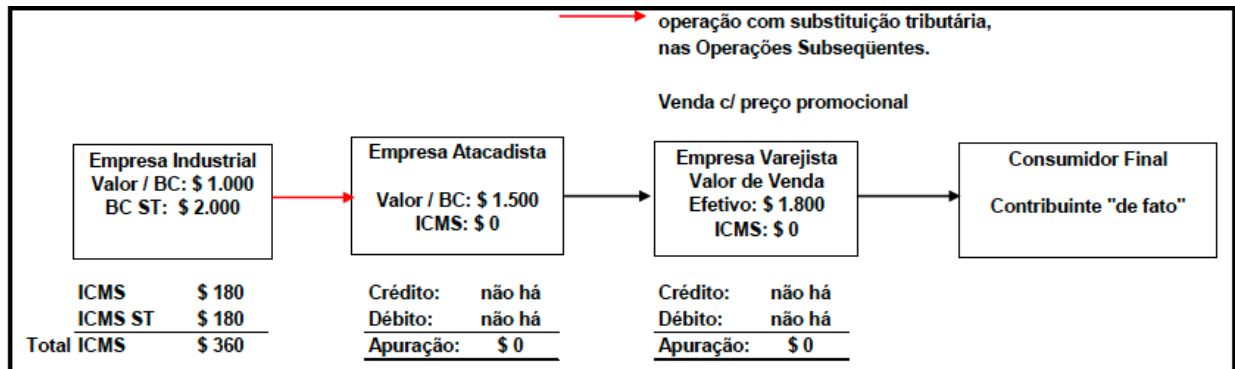 operação com substituição tributária,
nas Operações Subseqüentes.
Venda c/ preço promocional
Empresa Industrial
Valor / BC: $ 1.000
BC ST: $ 2.000
Empresa Atacadista
Valor / BC: $ 1.500
ICMS: $ 0
Empresa Varejista
Valor de Venda
Efetivo: $ 1.800
ICMS: $ 0
Consumidor Final
Contribuinte "de fato"
ICMS $ 180
ICMS ST $ 180
Total ICMS $ 360
Crédito: não há
Débito: não há
Apuração: $ 0
Crédito: não há
Débito: não há
Apuração: $ 0